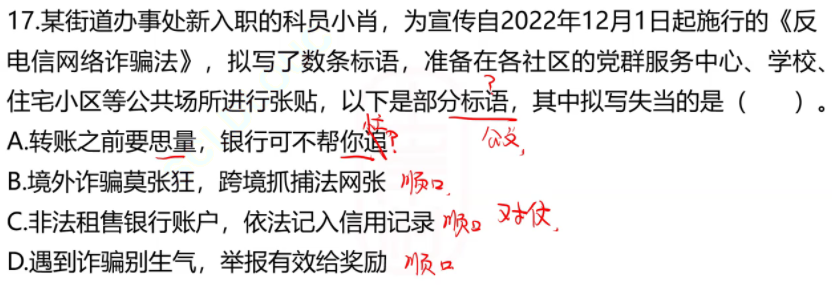 17.某街道办事处新入职的科员小肖，为宣传自2022年12月1日起施行的《反
电信网络诈骗法》，拟写了数条标语，准备在各社区的党群服务中心、学校、
?
住宅小区等公共场所进行张贴，以下是部分标语，其中拟写失当的是（ ）。
A.转账之前要思量，银行可不帮你追?
公文，
B.境外诈骗莫张狂，跨境抓捕法网张 顺口.
C.非法租售银行账户，依法记入信用记录 顺口 对仗.
D.遇到诈骗别生气，举报有效给奖励 顺口